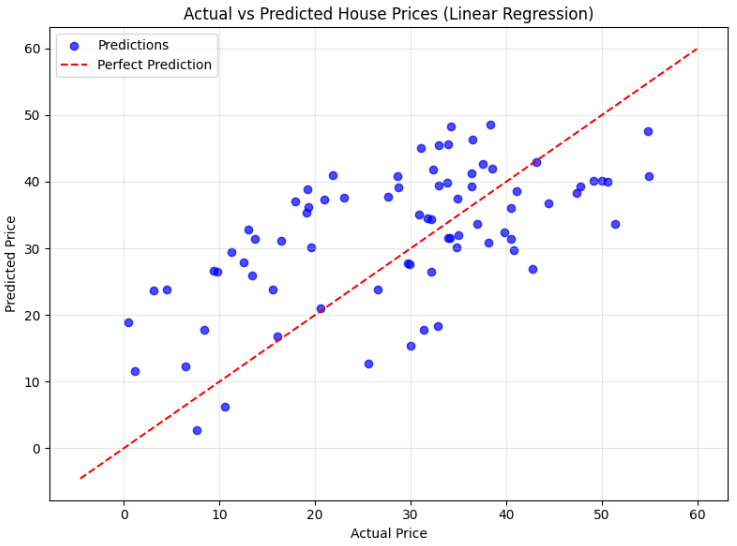 Actual vs Predicted House Prices (Linear Regression)
Predictions
Perfect Prediction
60
50
40
30
20
10
0
Predicted Price
0 10 20 30 40 50 60
Actual Price